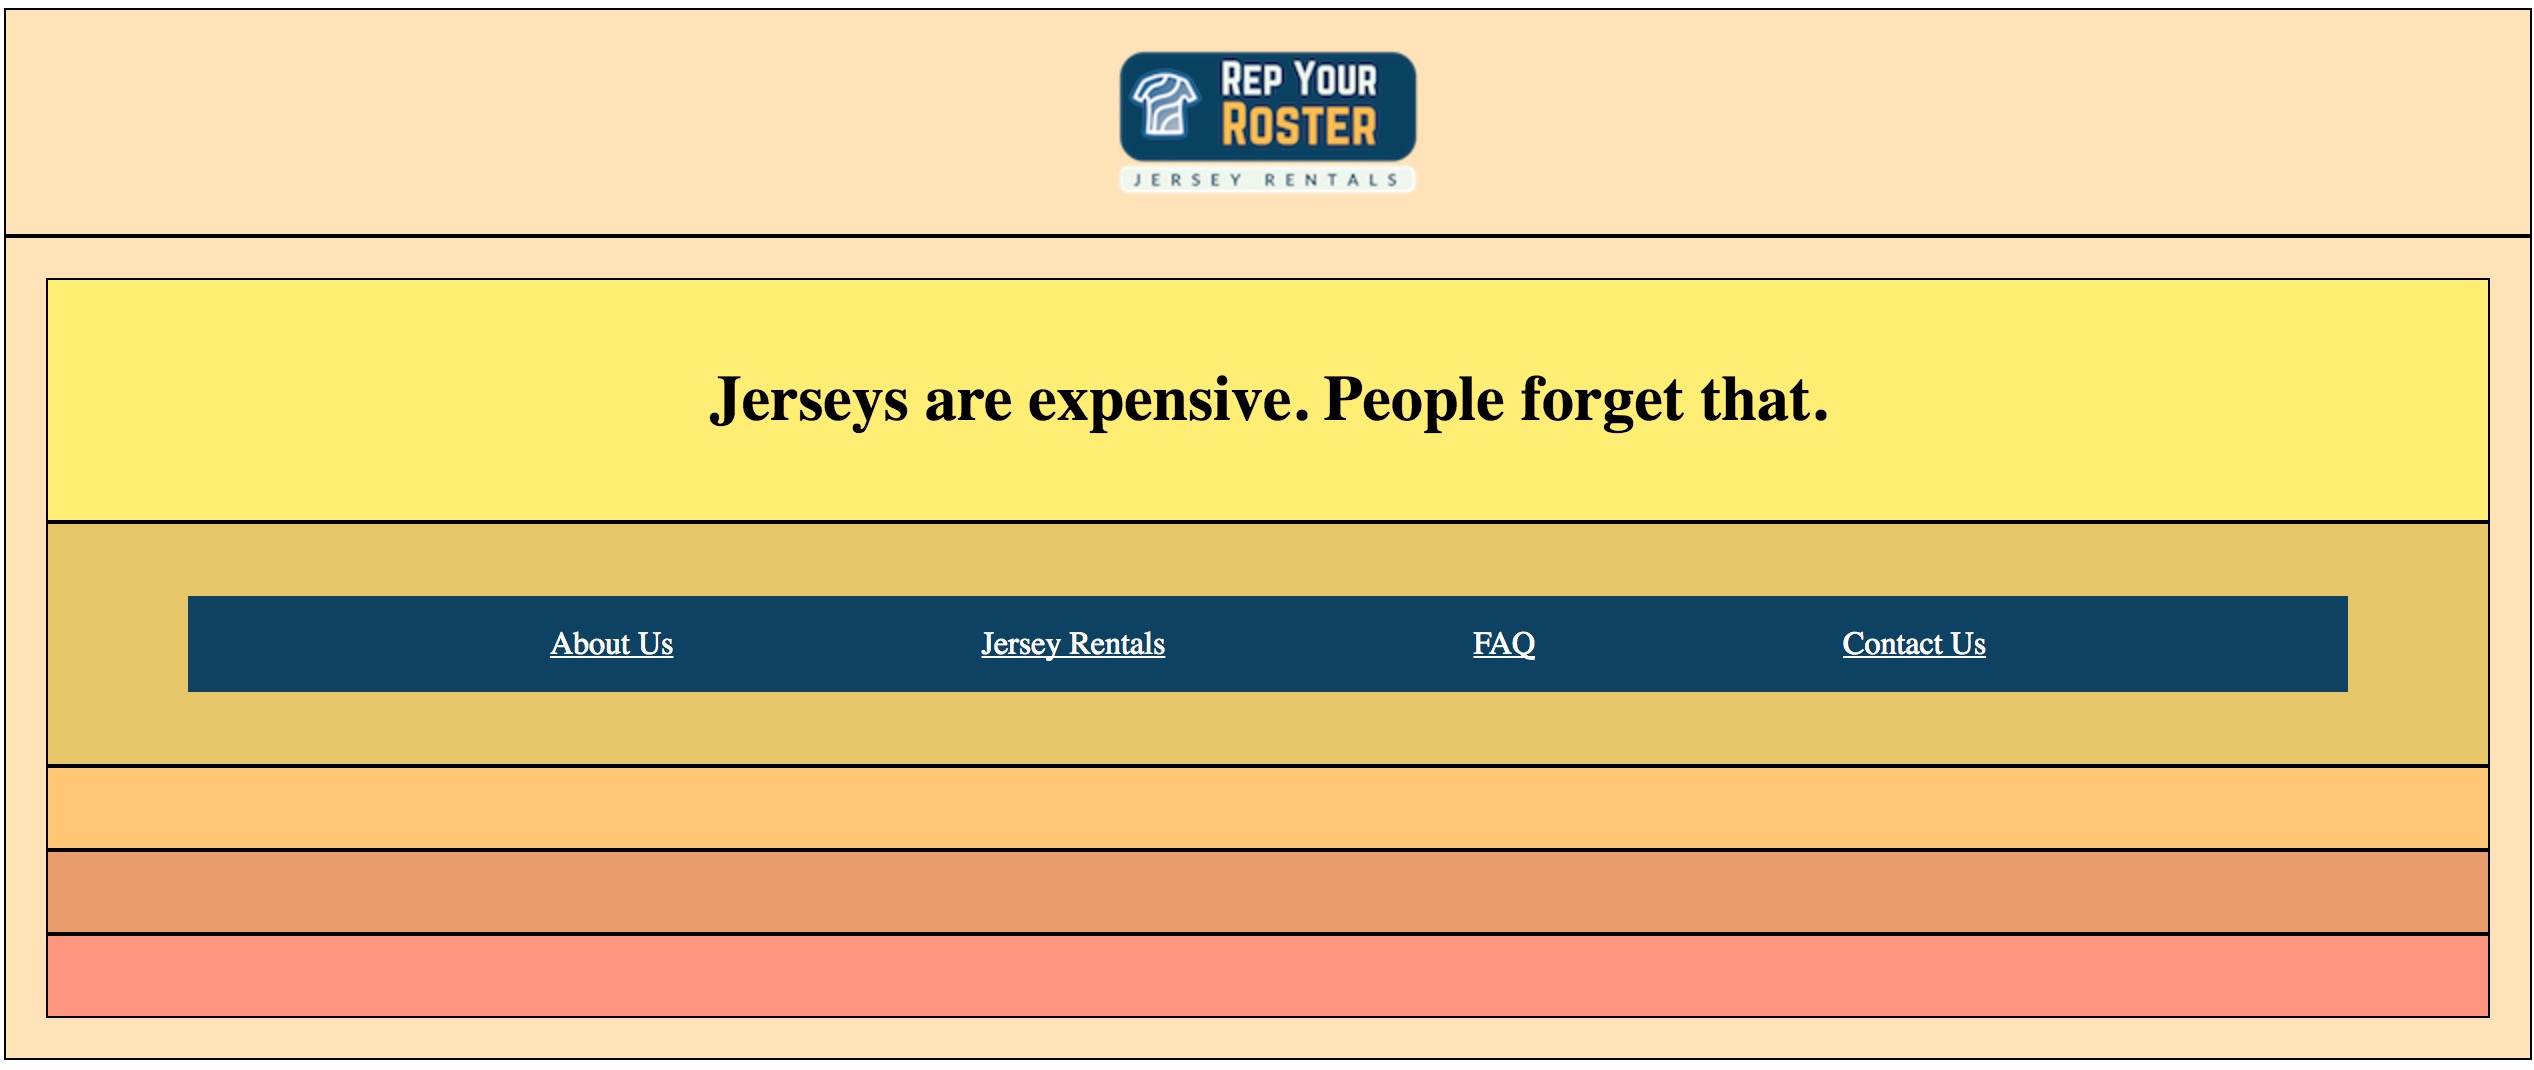 REP YOUR
ROSTER
JERSEY RENTALS
Jerseys are expensive. People forget that.
About Us Jersey Rentals FAQ Contact Us